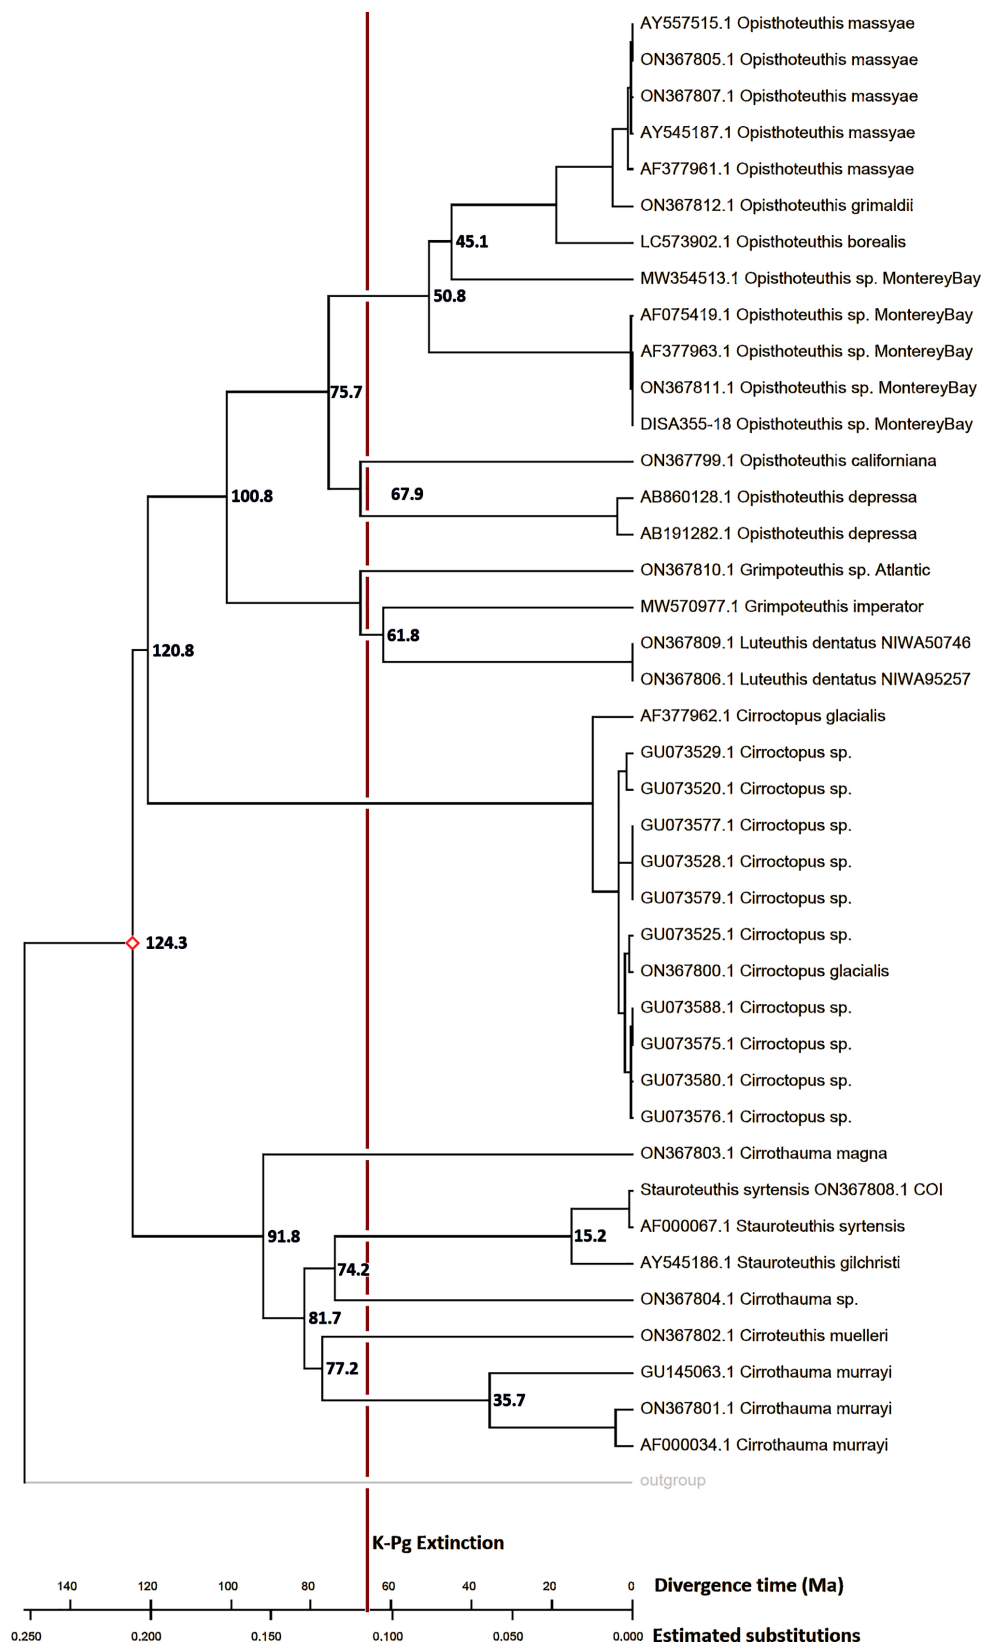 AY557515.1 Opisthoteuthis massyae
ON367805.1 Opisthoteuthis massyae
ON367807.1 Opisthoteuthis massyae
AY545187.1 Opisthoteuthis massyae
AF377961.1 Opisthoteuthis massyae
ON367812.1 Opisthoteuthis grimaldii
LC573902.1 Opisthoteuthis borealis
45.1
MW354513.1 Opisthoteuthis sp. MontereyBay
50.8
AF075419.1 Opisthoteuthis sp. MontereyBay
AF377963.1 Opisthoteuthis sp. MontereyBay
ON367811.1 Opisthoteuthis sp. MontereyBay
75.7
DISA355-18 Opisthoteuthis sp. MontereyBay
ON367799.1 Opisthoteuthis californiana
100.8
67.9
AB860128.1 Opisthoteuthis depressa
AB191282.1 Opisthoteuthis depressa
ON367810.1 Grimpoteuthis sp. Atlantic
MW570977.1 Grimpoteuthis imperator
61.8
ON367809.1 Luteuthis dentatus NIWA50746
120.8
ON367806.1 Luteuthis dentatus NIWA95257
AF377962.1 Cirroctopus glacialis
GU073529.1 Cirroctopus sp.
GU073520.1 Cirroctopus sp.
GU073577.1 Cirroctopus sp.
GU073528.1 Cirroctopus sp.
GU073579.1 Cirroctopus sp.
GU073525.1 Cirroctopus sp.
124.3
ON367800.1 Cirroctopus glacialis
GU073588.1 Cirroctopus sp.
GU073575.1 Cirroctopus sp.
GU073580.1 Cirroctopus sp.
GU073576.1 Cirroctopus sp.
ON367803.1 Cirrothauma magna
Stauroteuthis syrtensis ON367808.1 COI
AF000067.1 Stauroteuthis syrtensis
91.8
15.2
AY545186.1 Stauroteuthis gilchristi
74.2
ON367804.1 Cirrothauma sp.
81.7
ON367802.1 Cirroteuthis muelleri
77.2
GU145063.1 Cirrothauma murrayi
35.7
ON367801.1 Cirrothauma murrayi
AF000034.1 Cirrothauma murrayi
outgroup
K-Pg Extinction
140 120 100 80 60 40 20 0 Divergence time (Ma)
0.250 0.200 0.150 0.100 0.050 0.000 Estimated substitutions